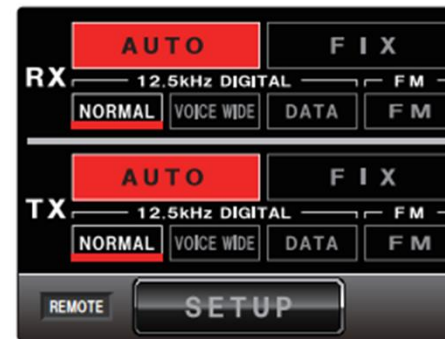 AUTO FIX
RX 12.5kHz DIGITAL FM
NORMAL VOICE WIDE DATA FM
AUTO FIX
TX 12.5kHz DIGITAL FM
NORMAL VOICE WIDE DATA FM
REMOTE SETUP